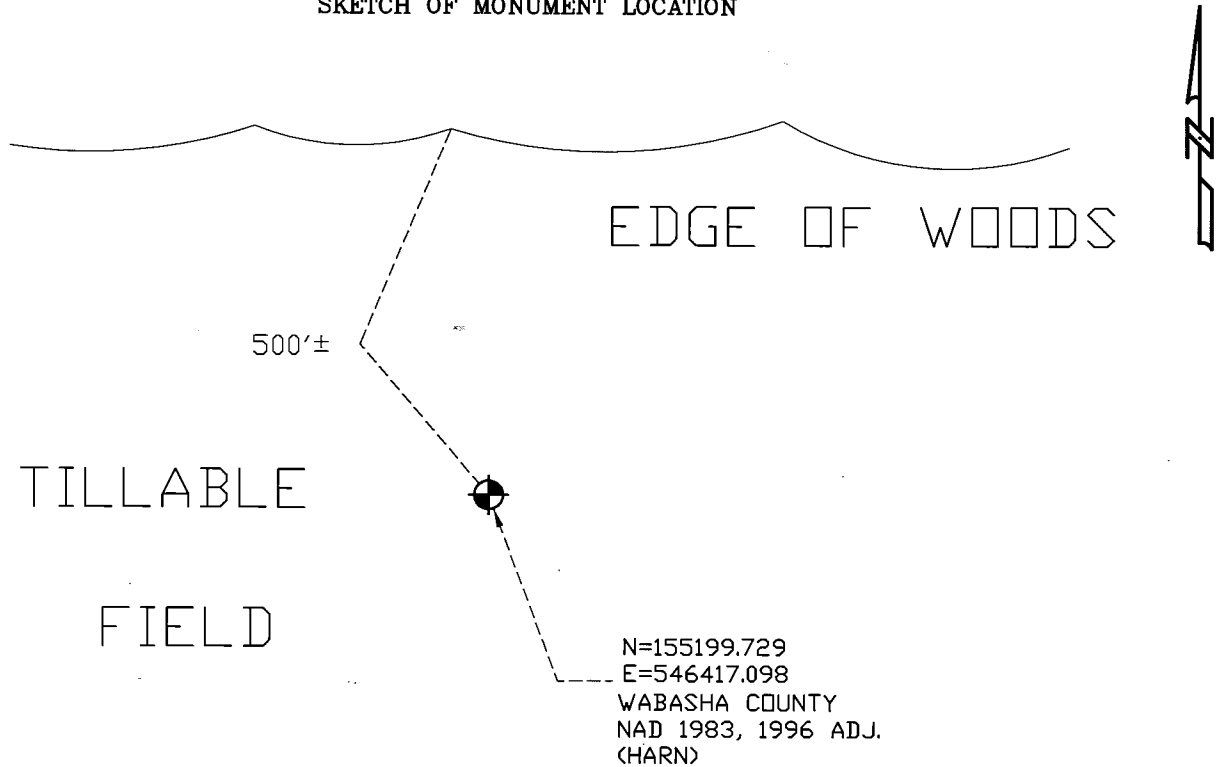 SKETCH OF MONUMENT LOCATION
N
EDGE OF WOODS
500'±
TILLABLE
FIELD
N=155199.729
E=546417.098
WABASHA COUNTY
NAD 1983, 1996 ADJ.
(HARN)